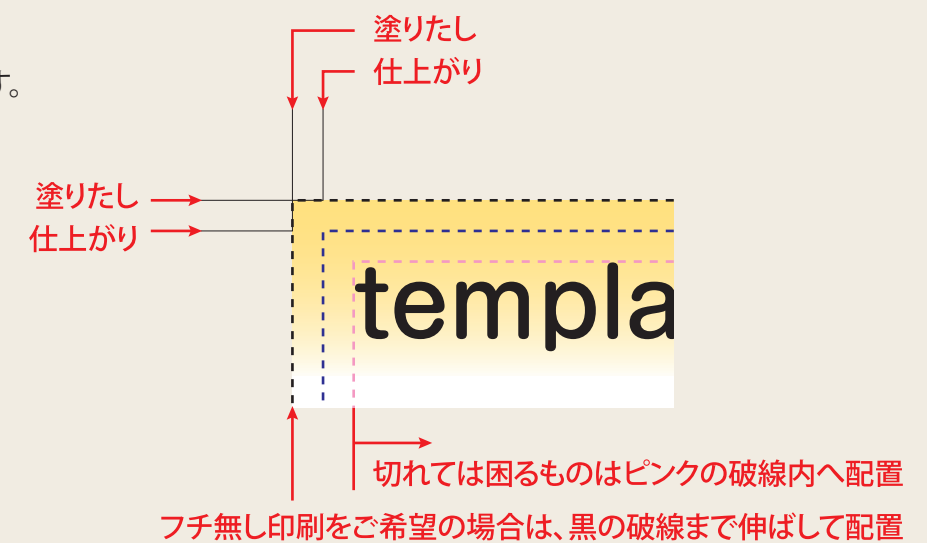 塗りたし
仕上がり
す。
塗りたし
仕上がり
templa
切れては困るものはピンクの破線内へ配置
フチ無し印刷をご希望の場合は、黒の破線まで伸ばして配置